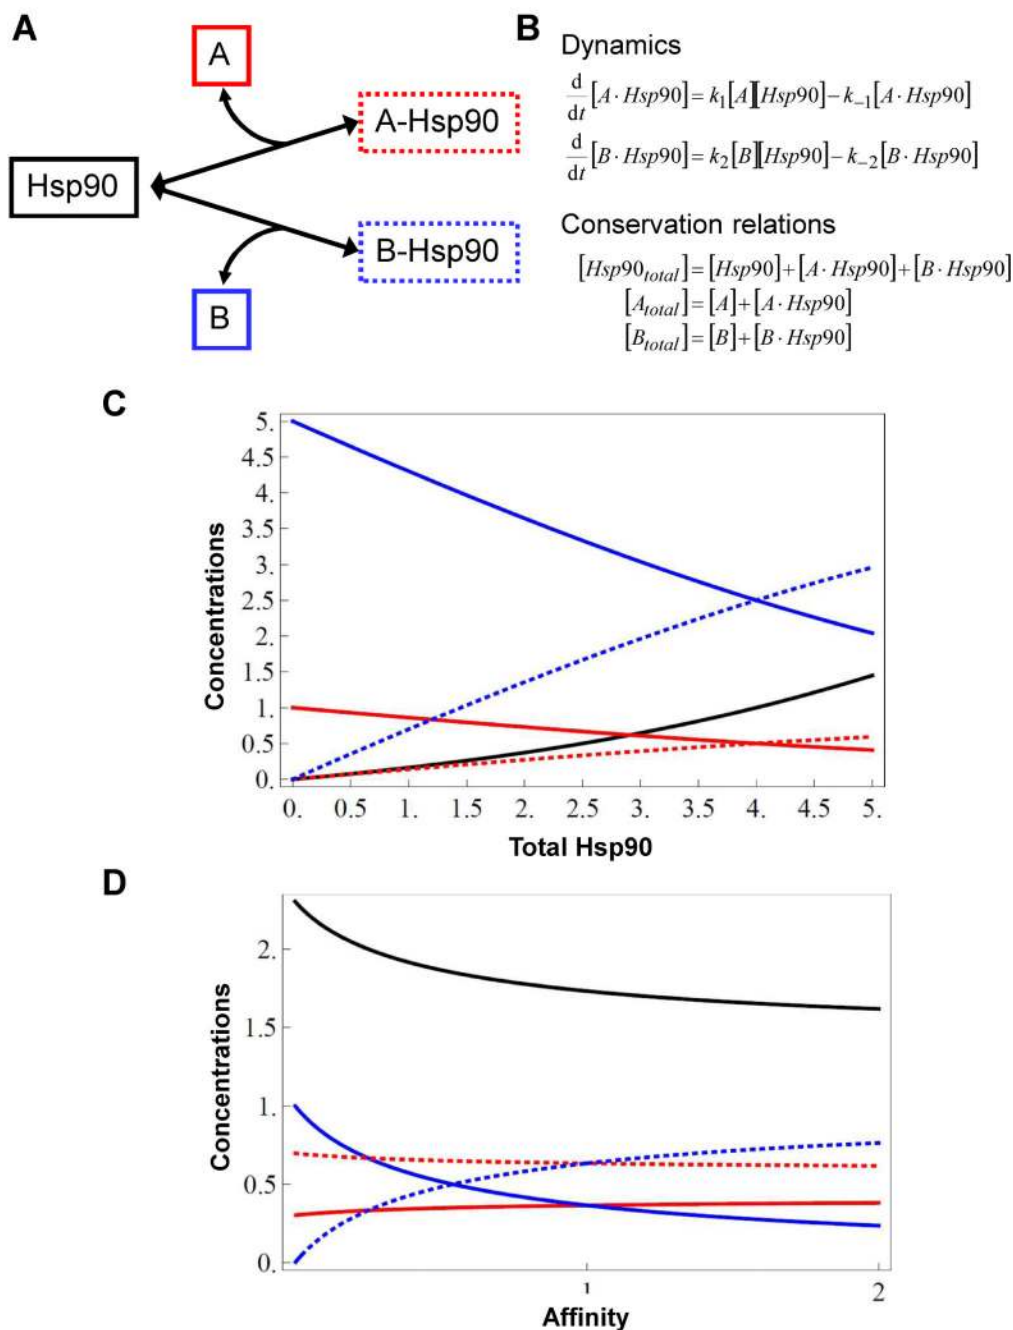 A
A
A-Hsp90
Hsp90
B-Hsp90
B
B
Dynamics
d/dt [A · Hsp90] = k₁[A][Hsp90] − k₋₁[A · Hsp90]
d/dt [B · Hsp90] = k₂[B][Hsp90] − k₋₂[B · Hsp90]
Conservation relations
[Hsp90total] = [Hsp90] + [A · Hsp90] + [B · Hsp90]
[Atotal] = [A] + [A · Hsp90]
[Btotal] = [B] + [B · Hsp90]
C
Concentrations
5.
4.5
4.
3.5
3.
2.5
2.
1.5
1.
0.5
0.
0. 0.5 1. 1.5 2. 2.5 3. 3.5 4. 4.5 5.
Total Hsp90
D
Concentrations
2.
1.5
1.
0.5
0.
1 2
Affinity